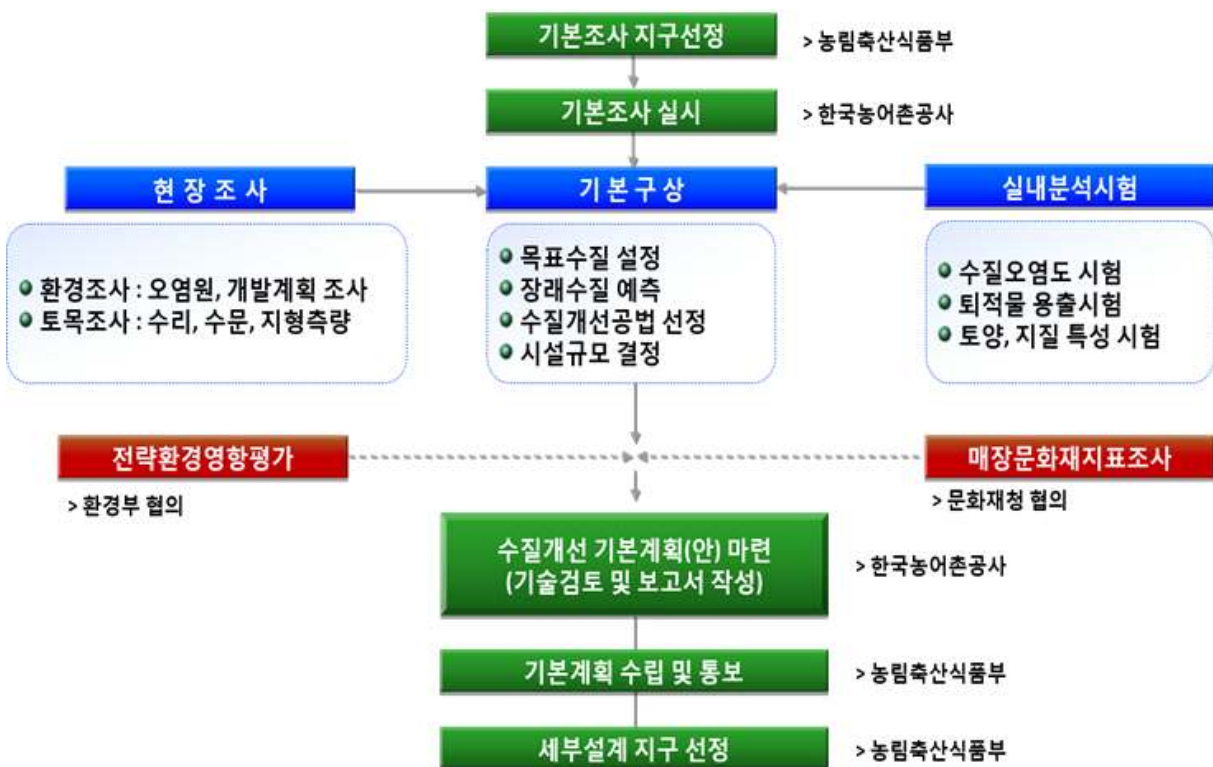 기본조사 지구선정
> 농림축산식품부
기본조사 실시
> 한국농어촌공사
현 장 조 사
기 본 구 상
실내분석시험
환경조사 : 오염원, 개발계획 조사
토목조사 : 수리, 수문, 지형측량
목표수질 설정
장래수질 예측
수질개선공법 선정
시설규모 결정
수질오염도 시험
퇴적물 용출시험
토양, 지질 특성 시험
전략환경영향평가
> 환경부 협의
매장문화재지표조사
> 문화재청 협의
수질개선 기본계획(안) 마련
(기술검토 및 보고서 작성)
> 한국농어촌공사
기본계획 수립 및 통보
> 농림축산식품부
세부설계 지구 선정
> 농림축산식품부